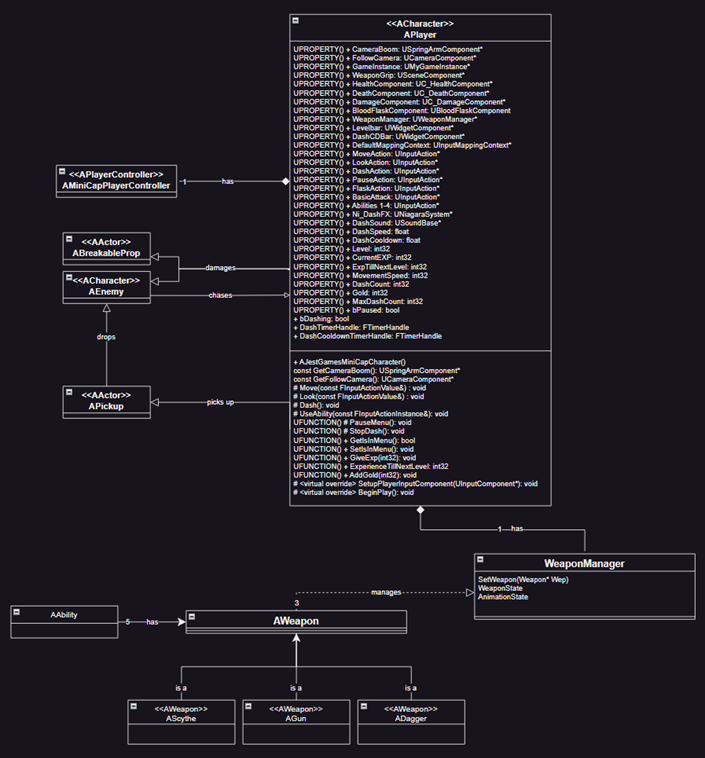 <<ACharacter>>
APlayer
UPROPERTY() + CameraBoom: USpringArmComponent*
UPROPERTY() + FollowCamera: UCameraComponent*
UPROPERTY() + GameInstance: UMyGameInstance*
UPROPERTY() + WeaponGrip: USceneComponent*
UPROPERTY() + HealthComponent: UC_HealthComponent*
UPROPERTY() + DeathComponent: UC_DeathComponent*
UPROPERTY() + DamageComponent: UC_DamageComponent*
UPROPERTY() + BloodFlaskComponent: UBloodFlaskComponent
UPROPERTY() + WeaponManager: UWeaponManager*
UPROPERTY() + Levelbar: UWidgetComponent*
UPROPERTY() + DashCDBar: UWidgetComponent*
UPROPERTY() + DefaultMappingContext: UInputMappingContext*
UPROPERTY() + MoveAction: UInputAction*
UPROPERTY() + LookAction: UInputAction*
UPROPERTY() + DashAction: UInputAction*
UPROPERTY() + PauseAction: UInputAction*
UPROPERTY() + FlaskAction: UInputAction*
UPROPERTY() + BasicAttack: UInputAction*
UPROPERTY() + Abilities 1-4: UInputAction*
UPROPERTY() + Ni_DashFX: UNiagaraSystem*
UPROPERTY() + DashSound: USoundBase*
UPROPERTY() + DashSpeed: float
UPROPERTY() + DashCooldown: float
UPROPERTY() + Level: int32
UPROPERTY() + CurrentEXP: int32
UPROPERTY() + ExpTillNextLevel: int32
UPROPERTY() + MovementSpeed: int32
UPROPERTY() + DashCount: int32
UPROPERTY() + Gold: int32
UPROPERTY() + MaxDashCount: int32
UPROPERTY() + bPaused: bool
+ bDashing: bool
+ DashTimerHandle: FTimerHandle
+ DashCooldownTimerHandle: FTimerHandle
+ AJestGamesMiniCapCharacter()
const GetCameraBoom(): USpringArmComponent*
const GetFollowCamera(): UCameraComponent*
# Move(const FInputActionValue&) : void
# Look(const FInputActionValue&) : void
# Dash(): void
# UseAbility(const FInputActionInstance&): void
UFUNCTION() # PauseMenu(): void
UFUNCTION() # StopDash(): void
UFUNCTION() + GetIsInMenu(): bool
UFUNCTION() + SetIsInMenu(): void
UFUNCTION() + GiveExp(int32): void
UFUNCTION() + ExperienceTillNextLevel: int32
UFUNCTION() + AddGold(int32): void
# <virtual override> SetupPlayerInputComponent(UInputComponent*): void
# <virtual override> BeginPlay(): void
<<APlayerController>>
AMiniCapPlayerController
1
has
<<AActor>>
ABreakableProp
damages
<<ACharacter>>
AEnemy
chases
drops
<<AActor>>
APickup
picks up
1
has
WeaponManager
SetWeapon(Weapon* Wep)
WeaponState
AnimationState
manages
3
AAbility
5
has
AWeapon
is a
is a
is a
<<AWeapon>>
AScythe
<<AWeapon>>
AGun
<<AWeapon>>
ADagger